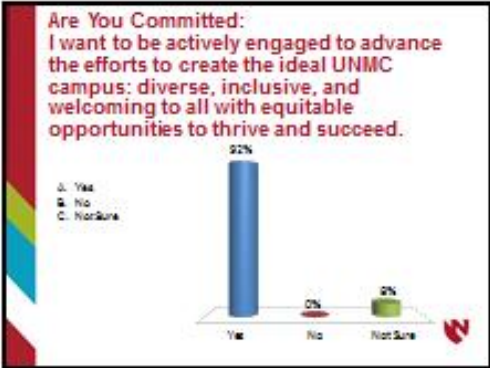 Are You Committed:
I want to be actively engaged to advance
the efforts to create the ideal UNMC
campus: diverse, inclusive, and
welcoming to all with equitable
opportunities to thrive and succeed.
92%
A. Yes
B. No
C. Not Sure
0%
Yes
No
Not Sure